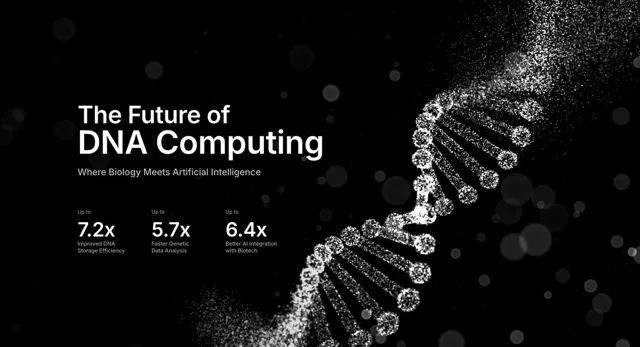 The Future of
DNA Computing
Where Biology Meets Artificial Intelligence
Up to
7.2x
Improved DNA
Storage Efficiency
Up to
5.7x
Faster Genetic
Data Analysis
Up to
6.4x
Better AI Integration
with Biotech